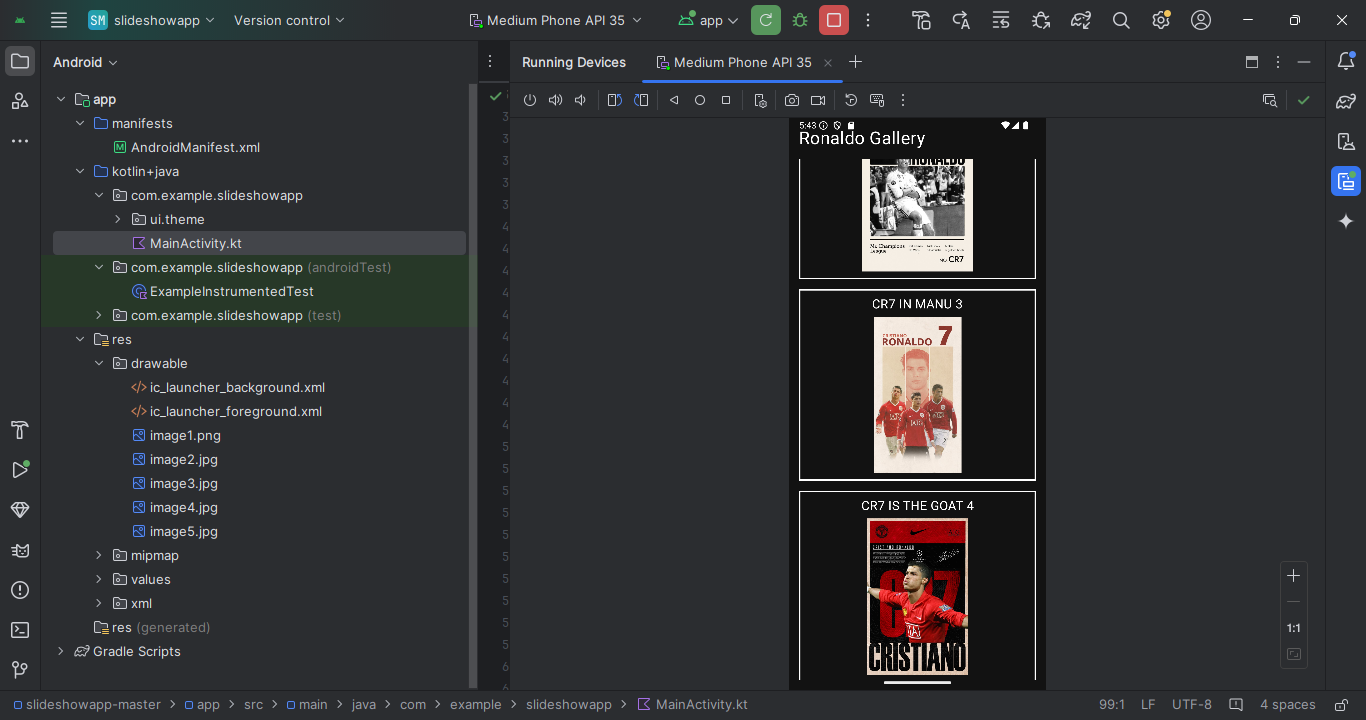 SM slideshowapp Version control Medium Phone API 35 app
Android
Running Devices Medium Phone API 35
app
manifests
AndroidManifest.xml
kotlin+java
com.example.slideshowapp
ui.theme
MainActivity.kt
com.example.slideshowapp (androidTest)
ExampleInstrumentedTest
com.example.slideshowapp (test)
res
drawable
ic_launcher_background.xml
ic_launcher_foreground.xml
image1.png
image2.jpg
image3.jpg
image4.jpg
image5.jpg
mipmap
values
xml
res (generated)
Gradle Scripts
5:43
Ronaldo Gallery
RONALDO
CR7
CR7 IN MANU 3
CRISTIANO
RONALDO 7
CR7 IS THE GOAT 4
CR7
CRISTIANO
1:1
slideshowapp-master > app > src > main > java > com > example > slideshowapp > MainActivity.kt
99:1 LF UTF-8 4 spaces